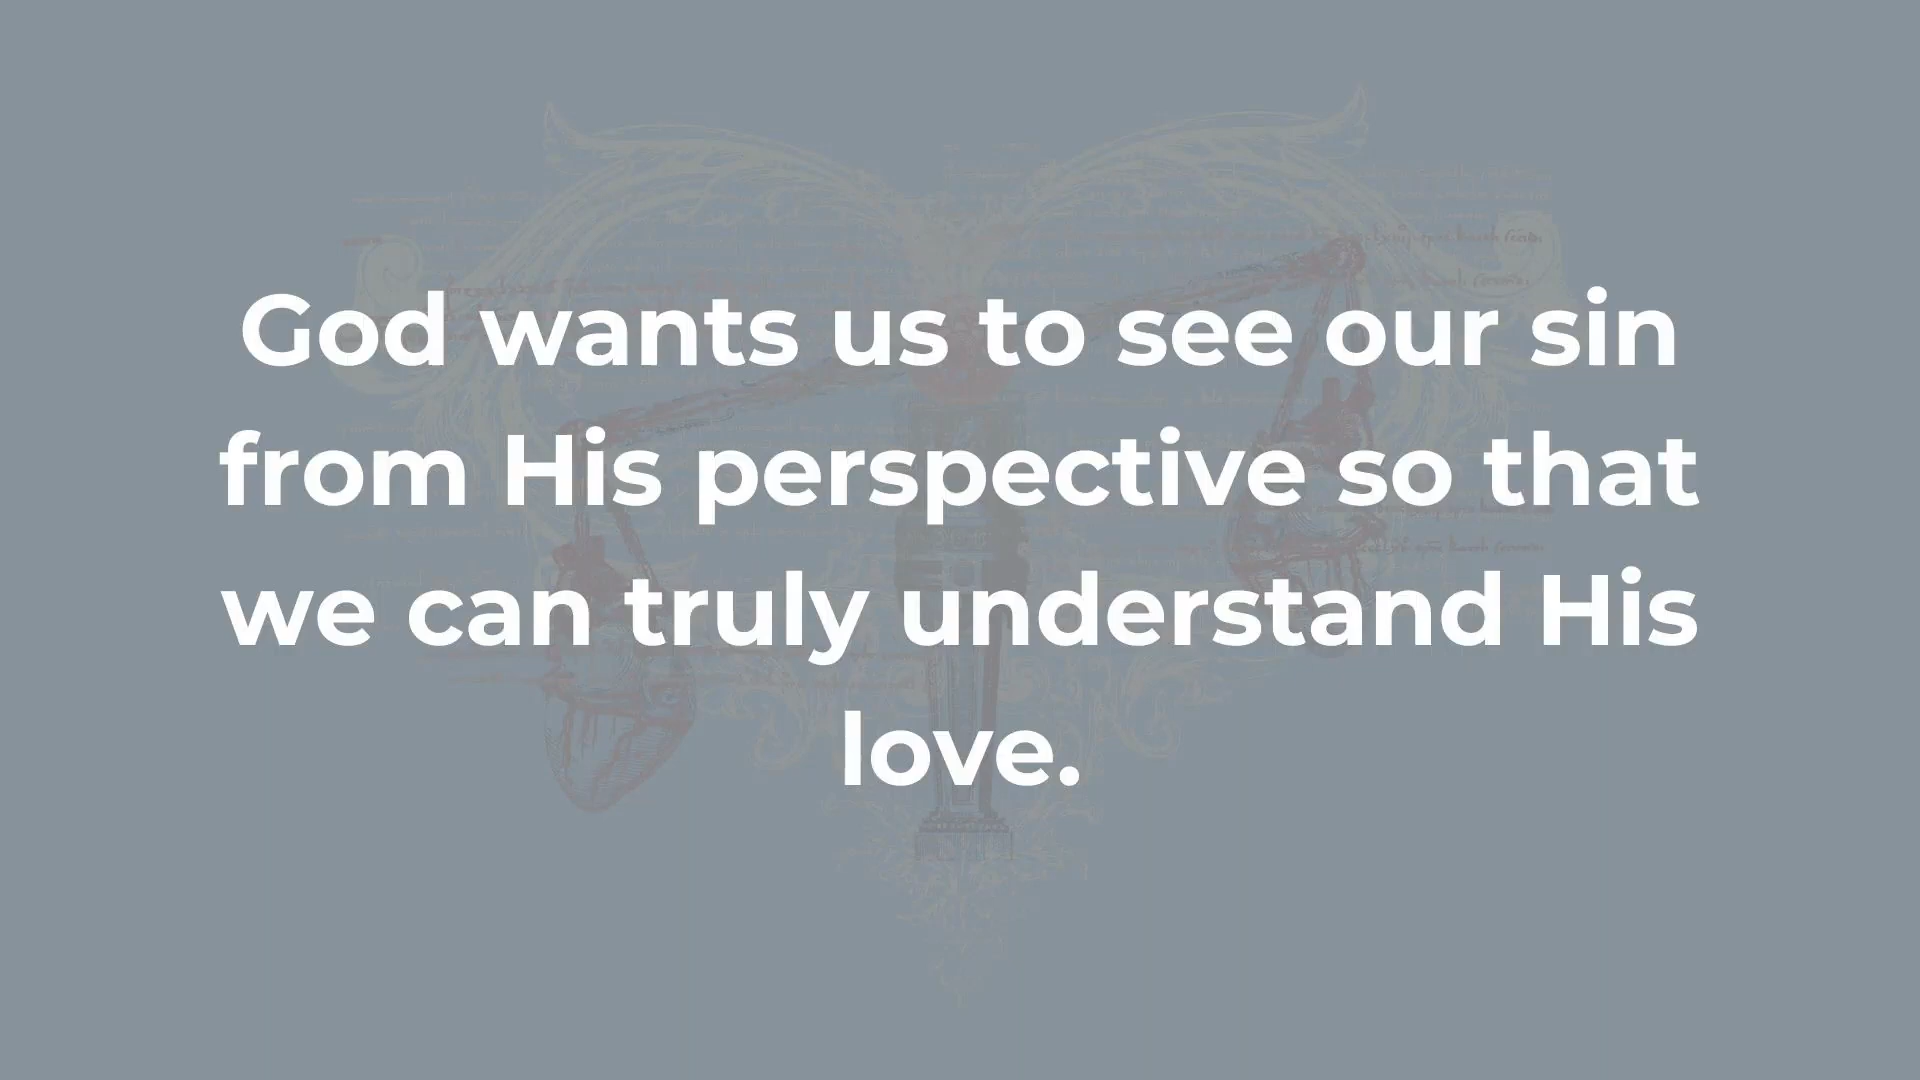 God wants us to see our sin
from His perspective so that
we can truly understand His
love.